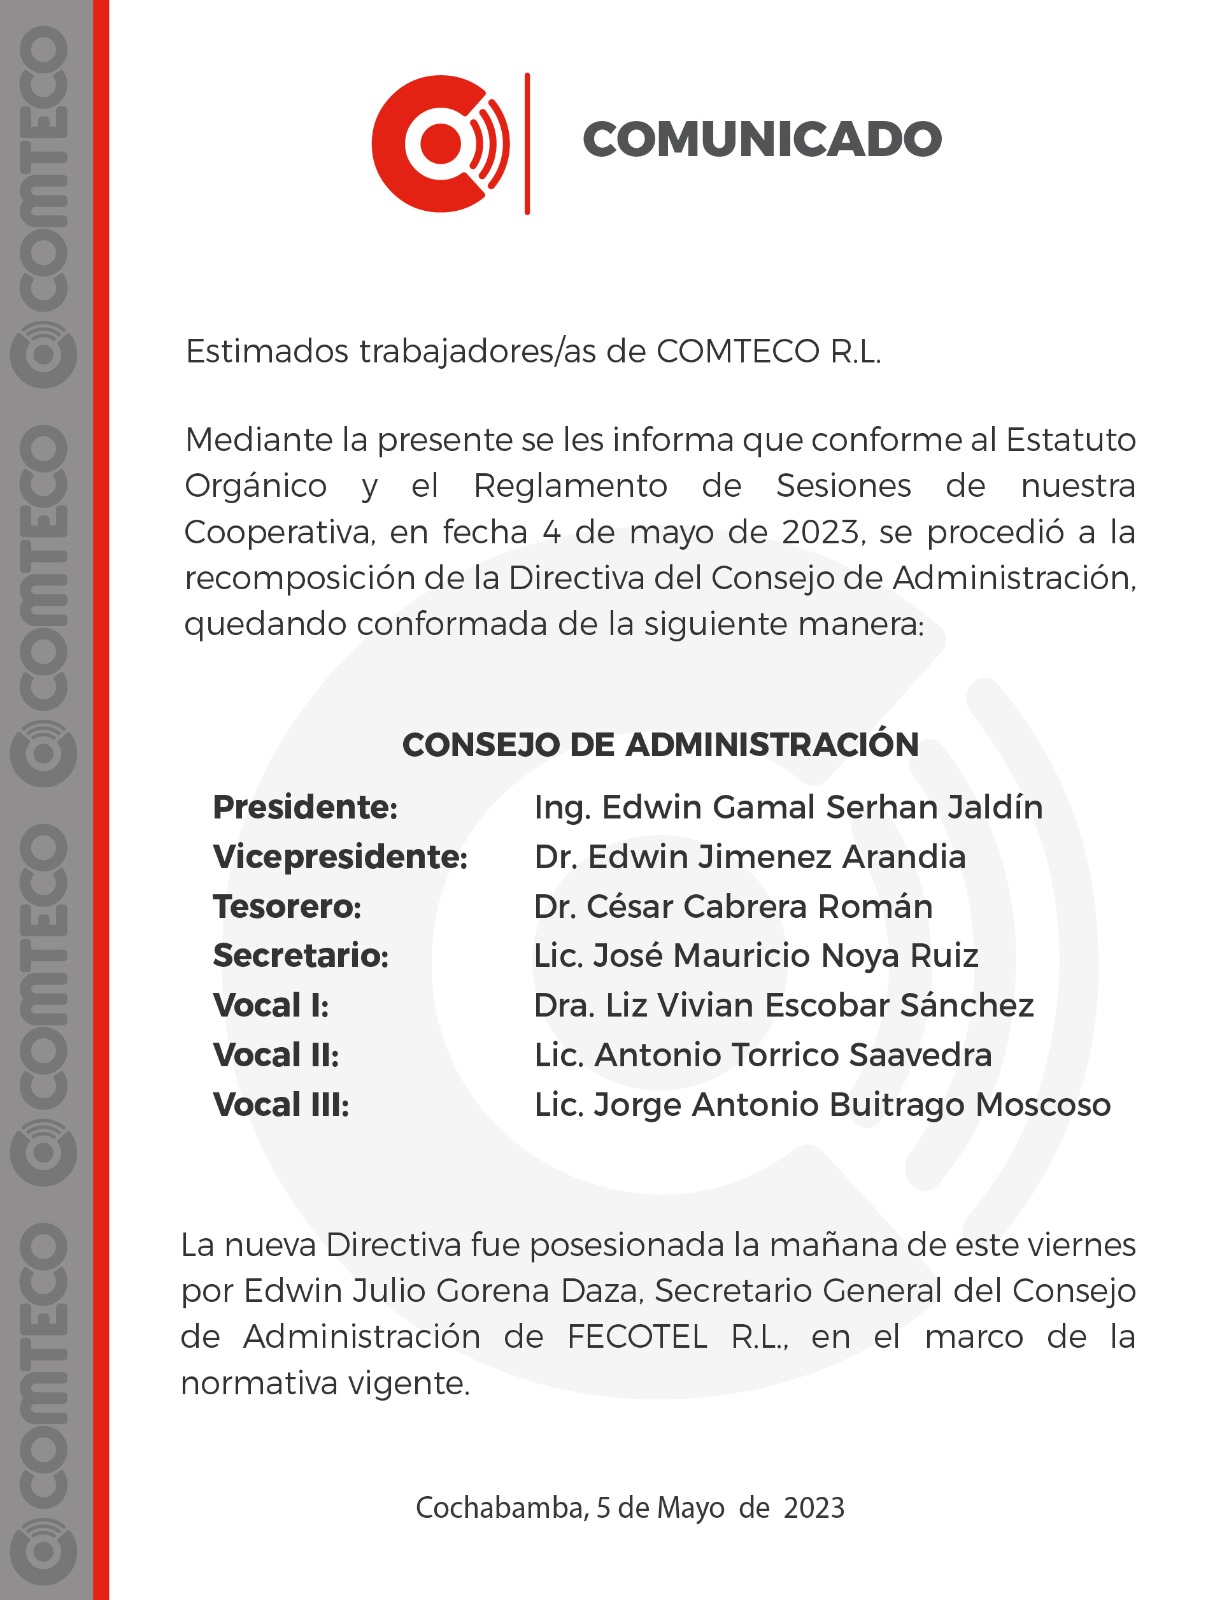 COMUNICADO
Estimados trabajadores/as de COMTECO R.L.
Mediante la presente se les informa que conforme al Estatuto
Orgánico y el Reglamento de Sesiones de nuestra
Cooperativa, en fecha 4 de mayo de 2023, se procedió a la
recomposición de la Directiva del Consejo de Administración,
quedando conformada de la siguiente manera:
CONSEJO DE ADMINISTRACIÓN
Presidente: Ing. Edwin Gamal Serhan Jaldín
Vicepresidente: Dr. Edwin Jimenez Arandia
Tesorero: Dr. César Cabrera Román
Secretario: Lic. José Mauricio Noya Ruiz
Vocal I: Dra. Liz Vivian Escobar Sánchez
Vocal II: Lic. Antonio Torrico Saavedra
Vocal III: Lic. Jorge Antonio Buitrago Moscoso
La nueva Directiva fue posesionada la mañana de este viernes
por Edwin Julio Gorena Daza, Secretario General del Consejo
de Administración de FECOTEL R.L., en el marco de la
normativa vigente.
Cochabamba, 5 de Mayo de 2023
COMTECO
COMTECO
COMTECO
COMTECO